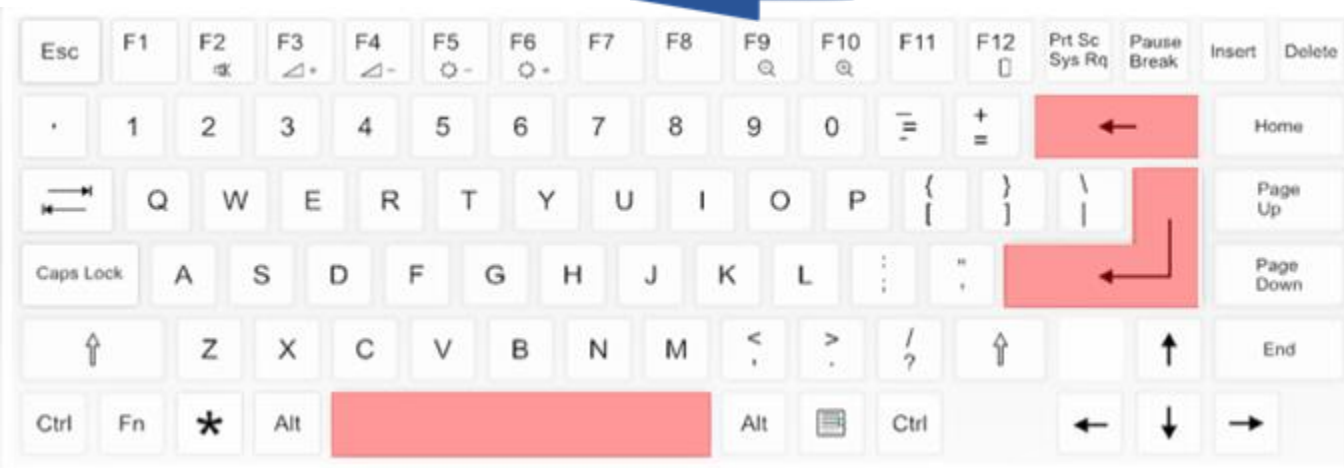 Esc F1 F2 F3 F4 F5 F6 F7 F8 F9 F10 F11 F12 Prt Sc Sys Rq Pause Break Insert Delete
1 2 3 4 5 6 7 8 9 0 - = + = ← Home
Q W E R T Y U I O P { [ } ] \ | Page Up
Caps Lock A S D F G H J K L : ; " ' Page Down
⇧ Z X C V B N M < , > . / ? ⇧ ↑ End
Ctrl Fn * Alt Alt Ctrl ← ↓ →